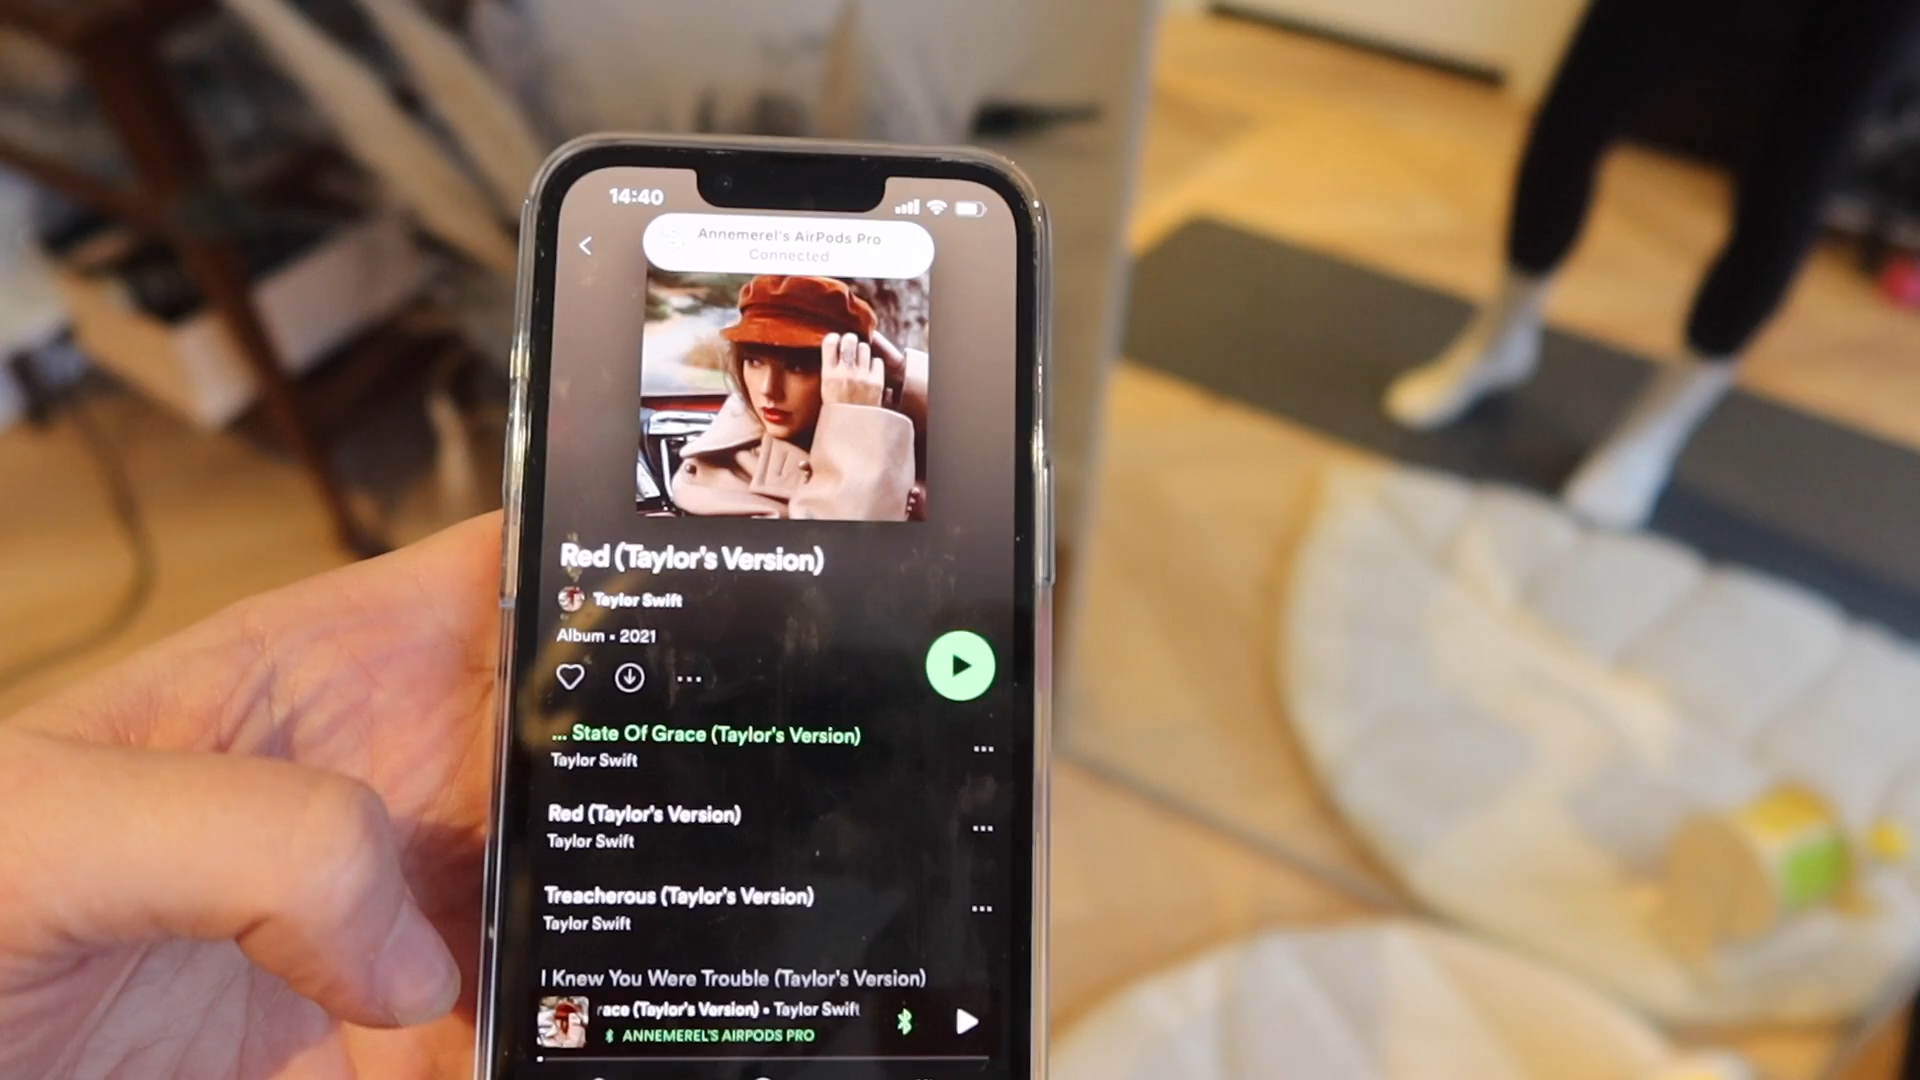 14:40
Annemerel's AirPods Pro
Connected
Red (Taylor's Version)
Taylor Swift
Album • 2021
... State Of Grace (Taylor's Version)
Taylor Swift
Red (Taylor's Version)
Taylor Swift
Treacherous (Taylor's Version)
Taylor Swift
I Knew You Were Trouble (Taylor's Version)
race (Taylor's Version) • Taylor Swift
ANNEMEREL'S AIRPODS PRO